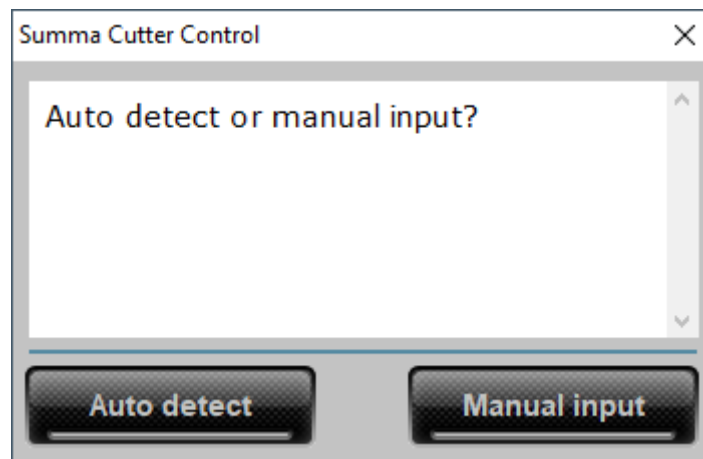 Summa Cutter Control
Auto detect or manual input?
Auto detect
Manual input